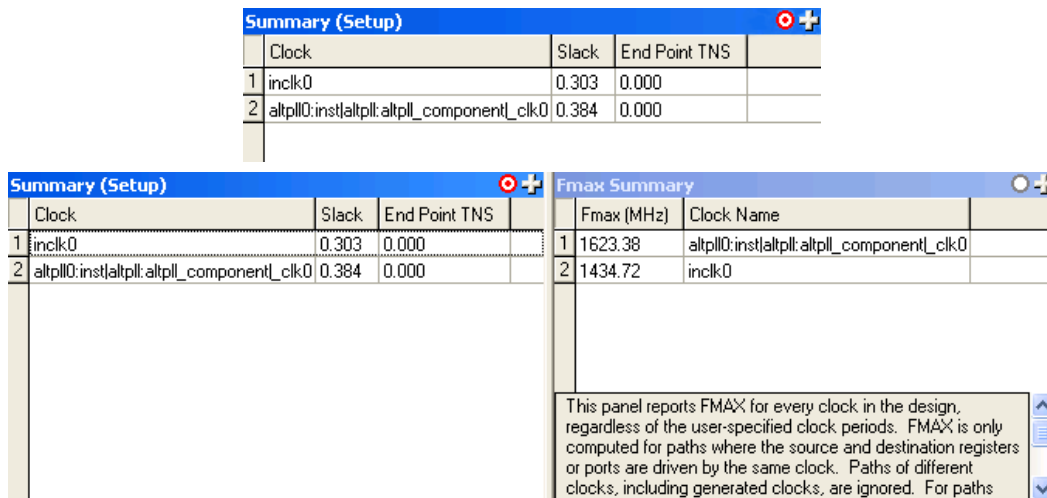 Summary (Setup)
Clock Slack End Point TNS
1 inclk0 0.303 0.000
2 altpll0:inst|altpll:altpll_component|_clk0 0.384 0.000
Summary (Setup)
Clock Slack End Point TNS
1 inclk0 0.303 0.000
2 altpll0:inst|altpll:altpll_component|_clk0 0.384 0.000
Fmax Summary
Fmax (MHz) Clock Name
1 1623.38 altpll0:inst|altpll:altpll_component|_clk0
2 1434.72 inclk0
This panel reports FMAX for every clock in the design,
regardless of the user-specified clock periods. FMAX is only
computed for paths where the source and destination registers
or ports are driven by the same clock. Paths of different
clocks, including generated clocks, are ignored. For paths